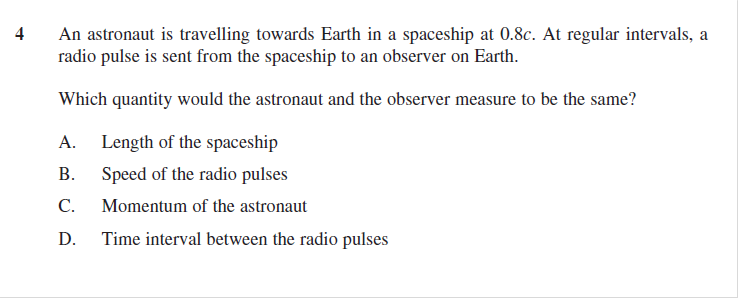 4 An astronaut is travelling towards Earth in a spaceship at 0.8c. At regular intervals, a
radio pulse is sent from the spaceship to an observer on Earth.
Which quantity would the astronaut and the observer measure to be the same?
A. Length of the spaceship
B. Speed of the radio pulses
C. Momentum of the astronaut
D. Time interval between the radio pulses